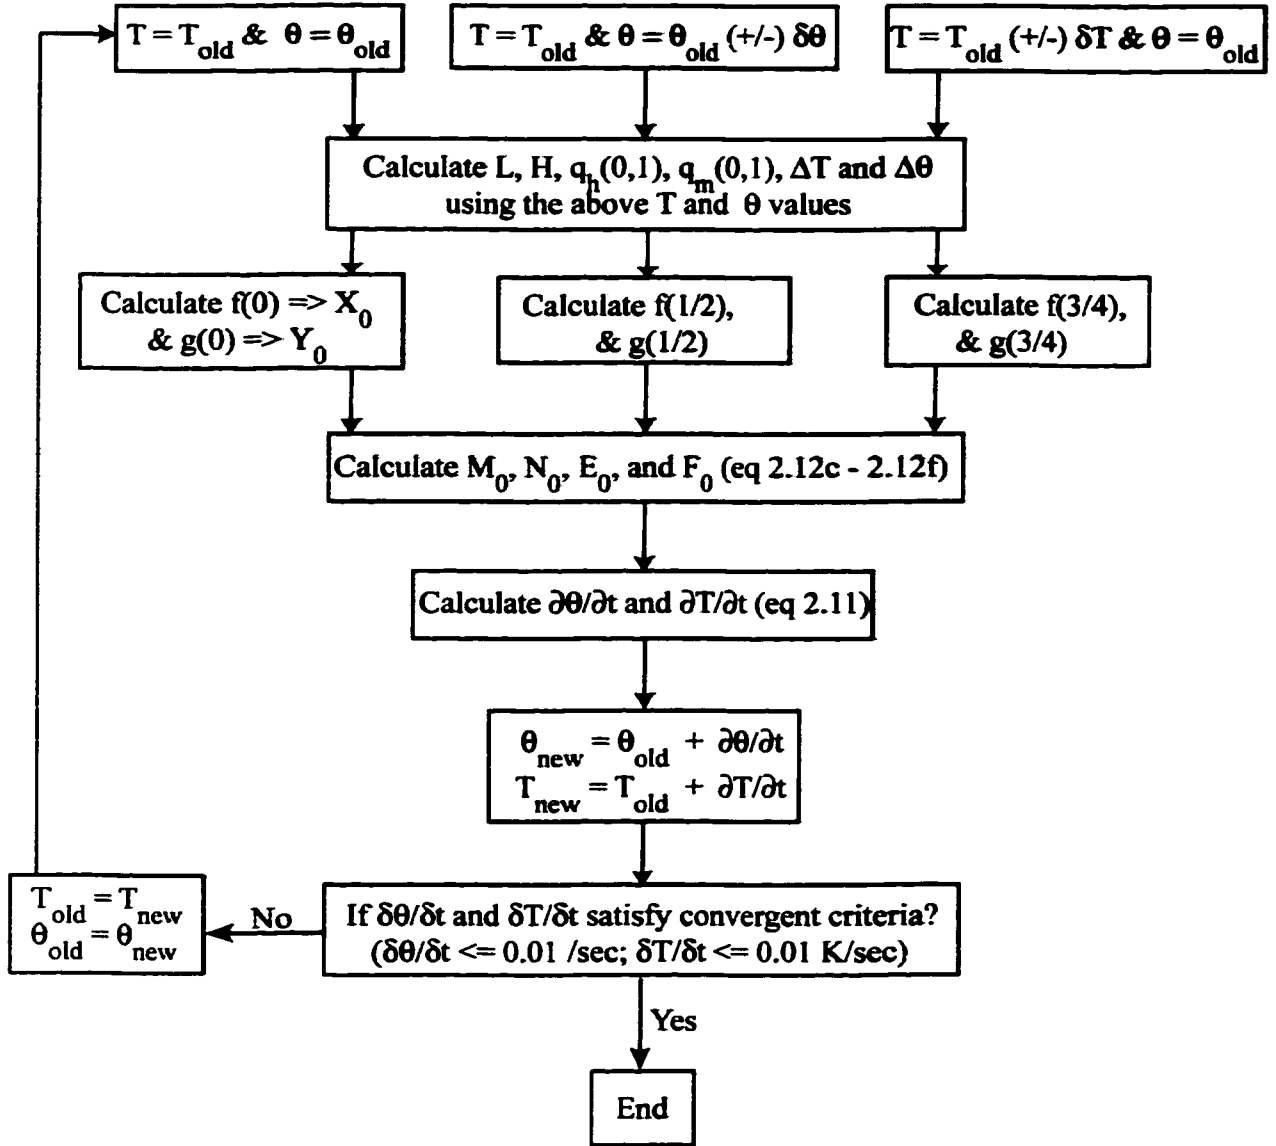 T = T_old & θ = θ_old
T = T_old & θ = θ_old (+/-) δθ
T = T_old (+/-) δT & θ = θ_old
Calculate L, H, q_h(0,1), q_m(0,1), ΔT and Δθ
using the above T and θ values
Calculate f(0) => X_0
& g(0) => Y_0
Calculate f(1/2),
& g(1/2)
Calculate f(3/4),
& g(3/4)
Calculate M_0, N_0, E_0, and F_0 (eq 2.12c - 2.12f)
Calculate ∂θ/∂t and ∂T/∂t (eq 2.11)
θ_new = θ_old + ∂θ/∂t
T_new = T_old + ∂T/∂t
T_old = T_new
θ_old = θ_new
No
If δθ/δt and δT/δt satisfy convergent criteria?
(δθ/δt <= 0.01 /sec; δT/δt <= 0.01 K/sec)
Yes
End